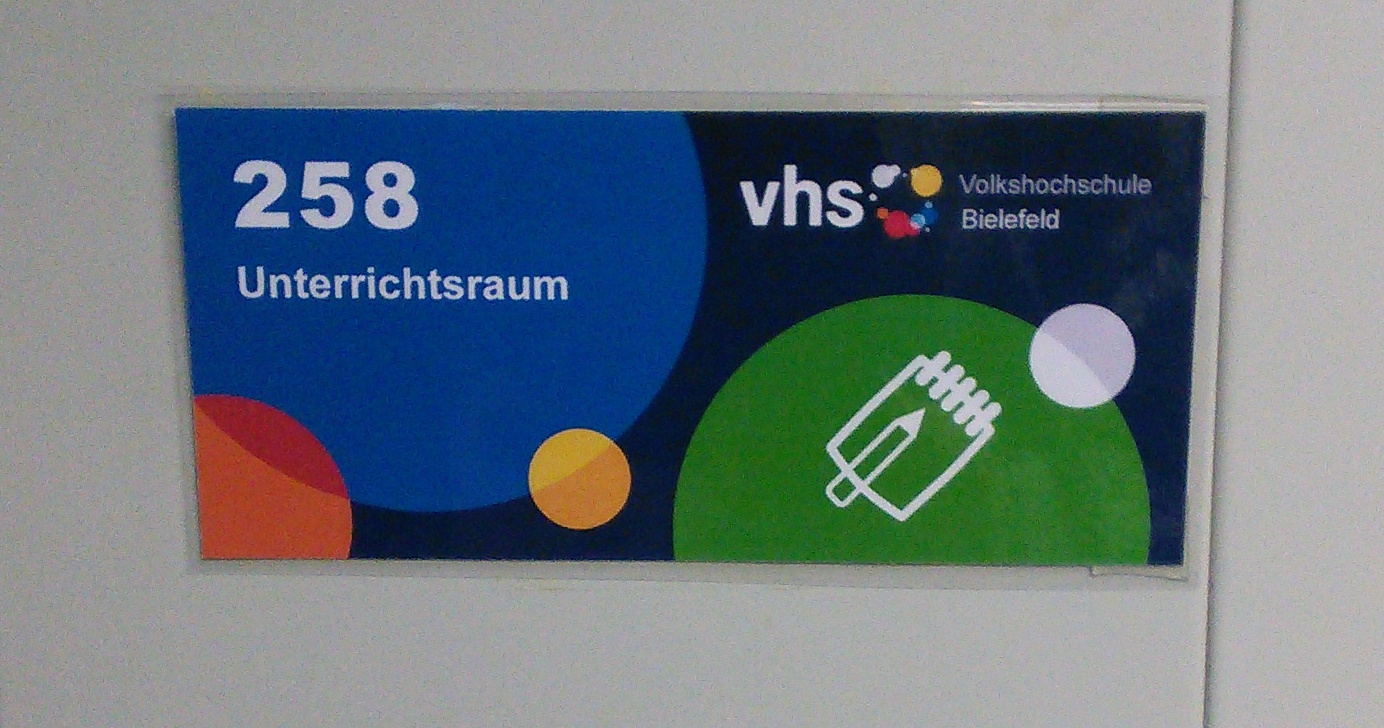 258
Unterrichtsraum
vhs
Volkshochschule
Bielefeld